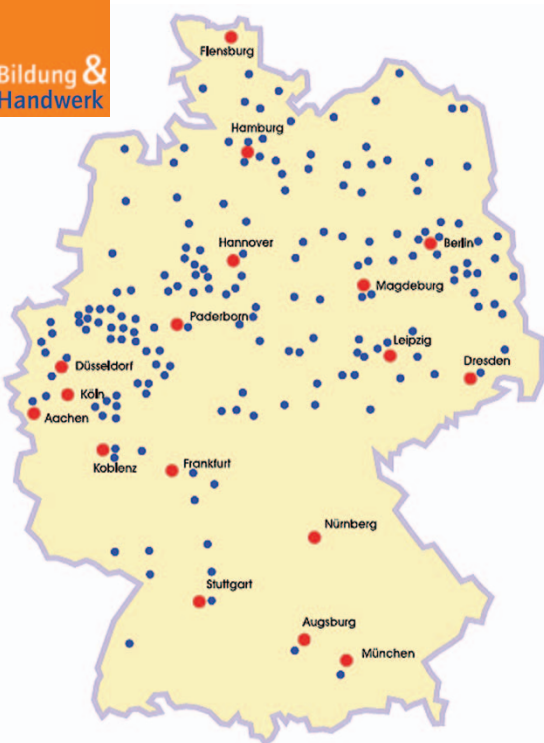 Bildung &
Handwerk
Flensburg
Hamburg
Hannover
Berlin
Magdeburg
Paderborn
Leipzig
Düsseldorf
Dresden
Köln
Aachen
Koblenz
Frankfurt
Nürnberg
Stuttgart
Augsburg
München